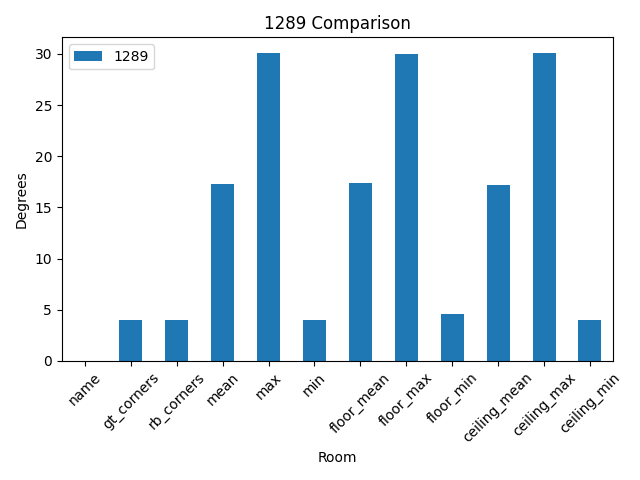 1289 Comparison
1289
30
25
20
15
10
5
0
Degrees
name
gt_corners
rb_corners
mean
max
min
floor_mean
floor_max
floor_min
ceiling_mean
ceiling_max
ceiling_min
Room